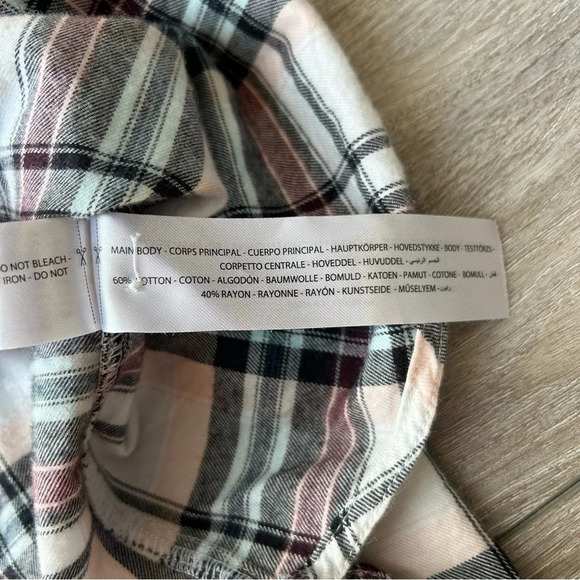 O NOT BLEACH -
IRON - DO NOT
MAIN BODY - CORPS PRINCIPAL - CUERPO PRINCIPAL - HAUPTKÖRPER - HOVEDSTYKKE - BODY - TESTTÖRZS -
CORPETTO CENTRALE - HOVEDDEL - HUVUDDEL - الجسم الرئيسي
60% COTTON - COTON - ALGODÓN - BAUMWOLLE - BOMULD - KATOEN - PAMUT - COTONE - BOMULL - قطن
40% RAYON - RAYONNE - RAYÓN - KUNSTSEIDE - MŰSELYEM - رايون